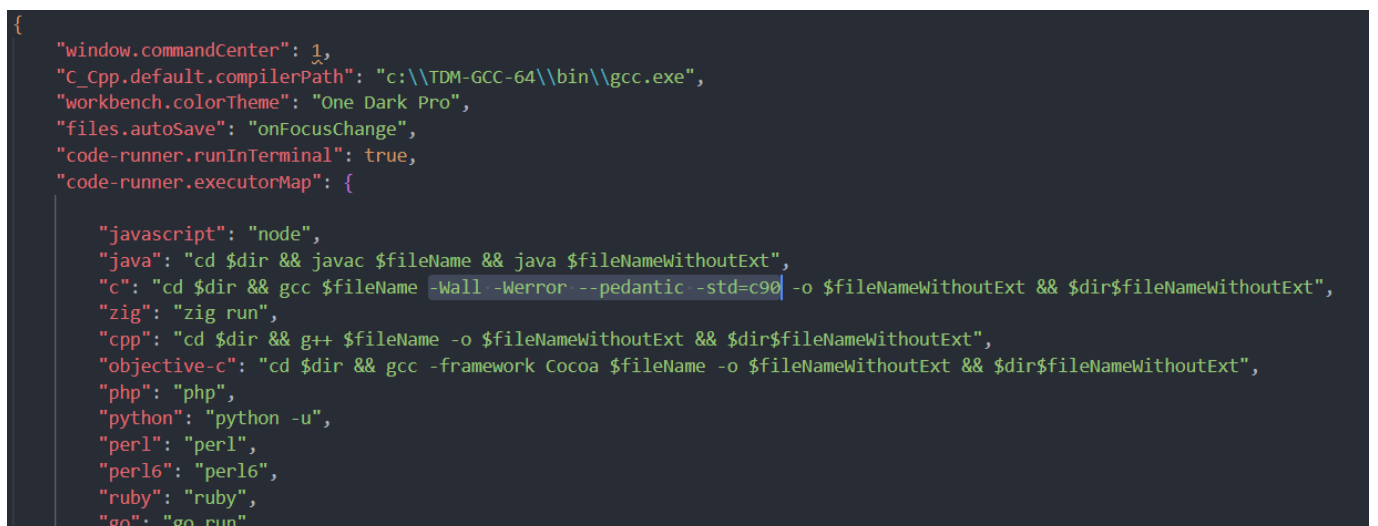 {
"window.commandCenter": 1,
"C_Cpp.default.compilerPath": "c:\\TDM-GCC-64\\bin\\gcc.exe",
"workbench.colorTheme": "One Dark Pro",
"files.autoSave": "onFocusChange",
"code-runner.runInTerminal": true,
"code-runner.executorMap": {
"javascript": "node",
"java": "cd $dir && javac $fileName && java $fileNameWithoutExt",
"c": "cd $dir && gcc $fileName -Wall -Werror --pedantic --std=c90 -o $fileNameWithoutExt && $dir$fileNameWithoutExt",
"zig": "zig run",
"cpp": "cd $dir && g++ $fileName -o $fileNameWithoutExt && $dir$fileNameWithoutExt",
"objective-c": "cd $dir && gcc -framework Cocoa $fileName -o $fileNameWithoutExt && $dir$fileNameWithoutExt",
"php": "php",
"python": "python -u",
"perl": "perl",
"perl6": "perl6",
"ruby": "ruby",
"go": "go run"